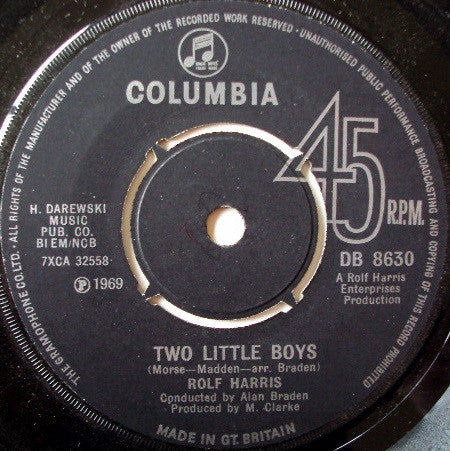 ALL RIGHTS OF THE MANUFACTURER AND OF THE OWNER OF THE RECORDED WORK RESERVED · UNAUTHORISED PUBLIC PERFORMANCE BROADCASTING AND COPYING OF THIS RECORD PROHIBITED
THE GRAMOPHONE CO. LTD.
COLUMBIA
45
R.P.M.
H. DAREWSKI
MUSIC
PUB. CO.
BIEM/NCB
7XCA 32558
Ⓟ 1969
DB 8630
A Rolf Harris
Enterprises
Production
TWO LITTLE BOYS
(Morse—Madden—arr. Braden)
ROLF HARRIS
Conducted by Alan Braden
Produced by M. Clarke
MADE IN GT. BRITAIN